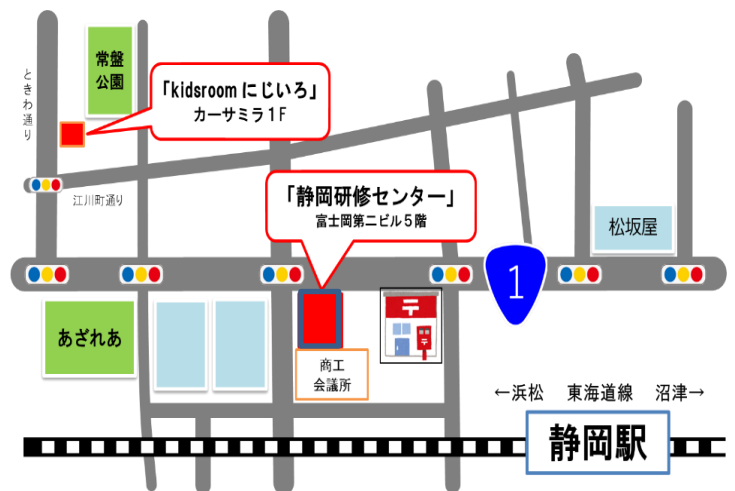 常盤
公園
ときわ通り
「kidsroom にじいろ」
カーサミラ１F
江川町通り
「静岡研修センター」
富士岡第二ビル５階
松坂屋
1
あざれあ
〒
商工
会議所
←浜松　東海道線　沼津→
静岡駅